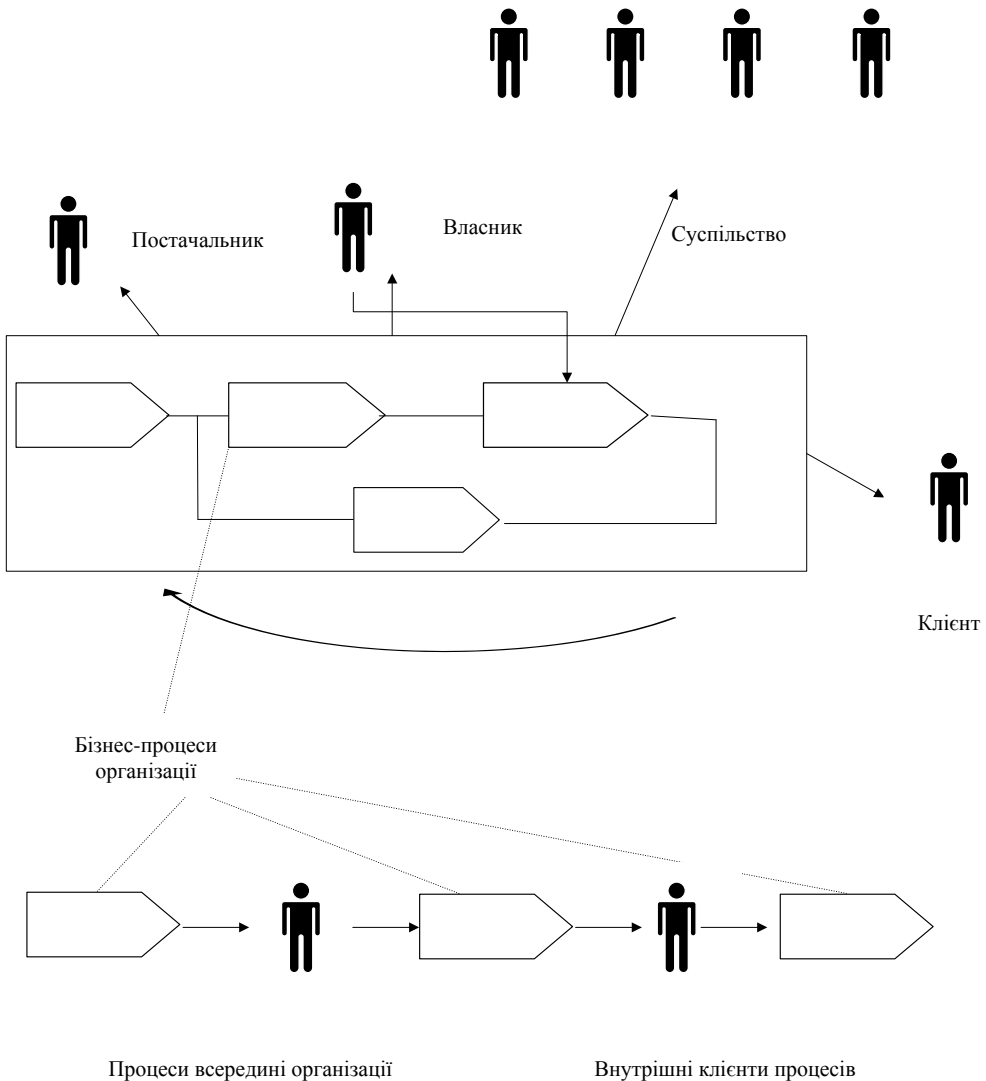 Постачальник
Власник
Суспільство
Клієнт
Бізнес-процеси
організації
Процеси всередині організації
Внутрішні клієнти процесів